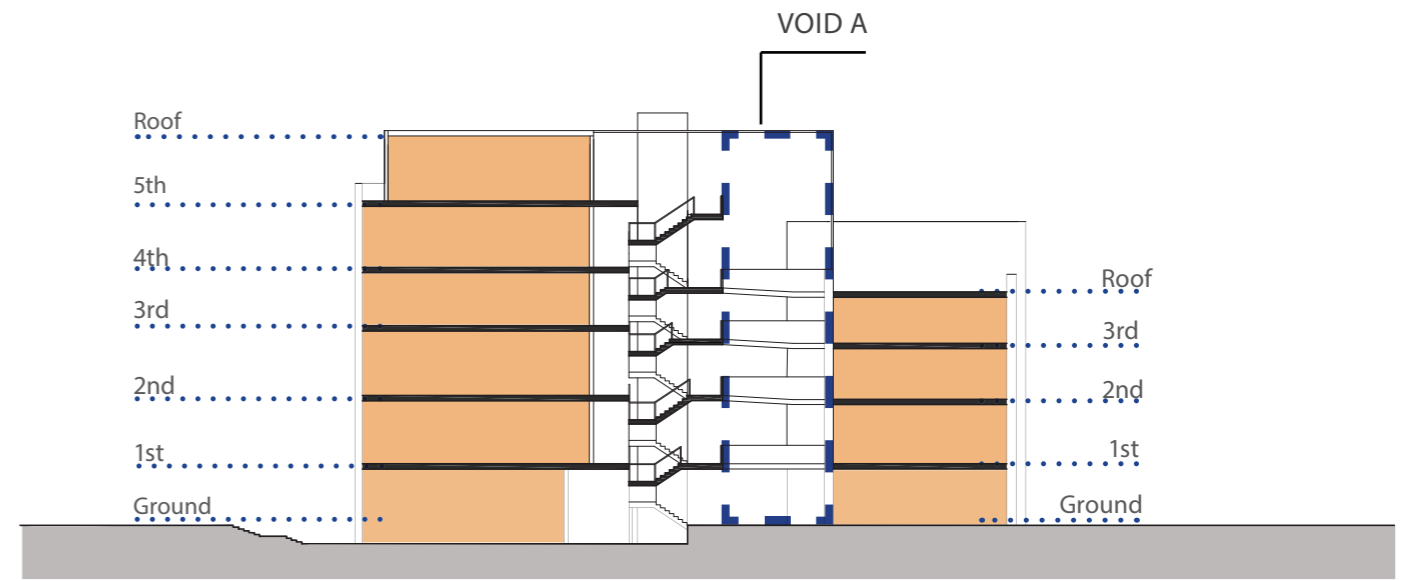 VOID A
Roof
5th
4th
3rd
2nd
1st
Ground
Roof
3rd
2nd
1st
Ground